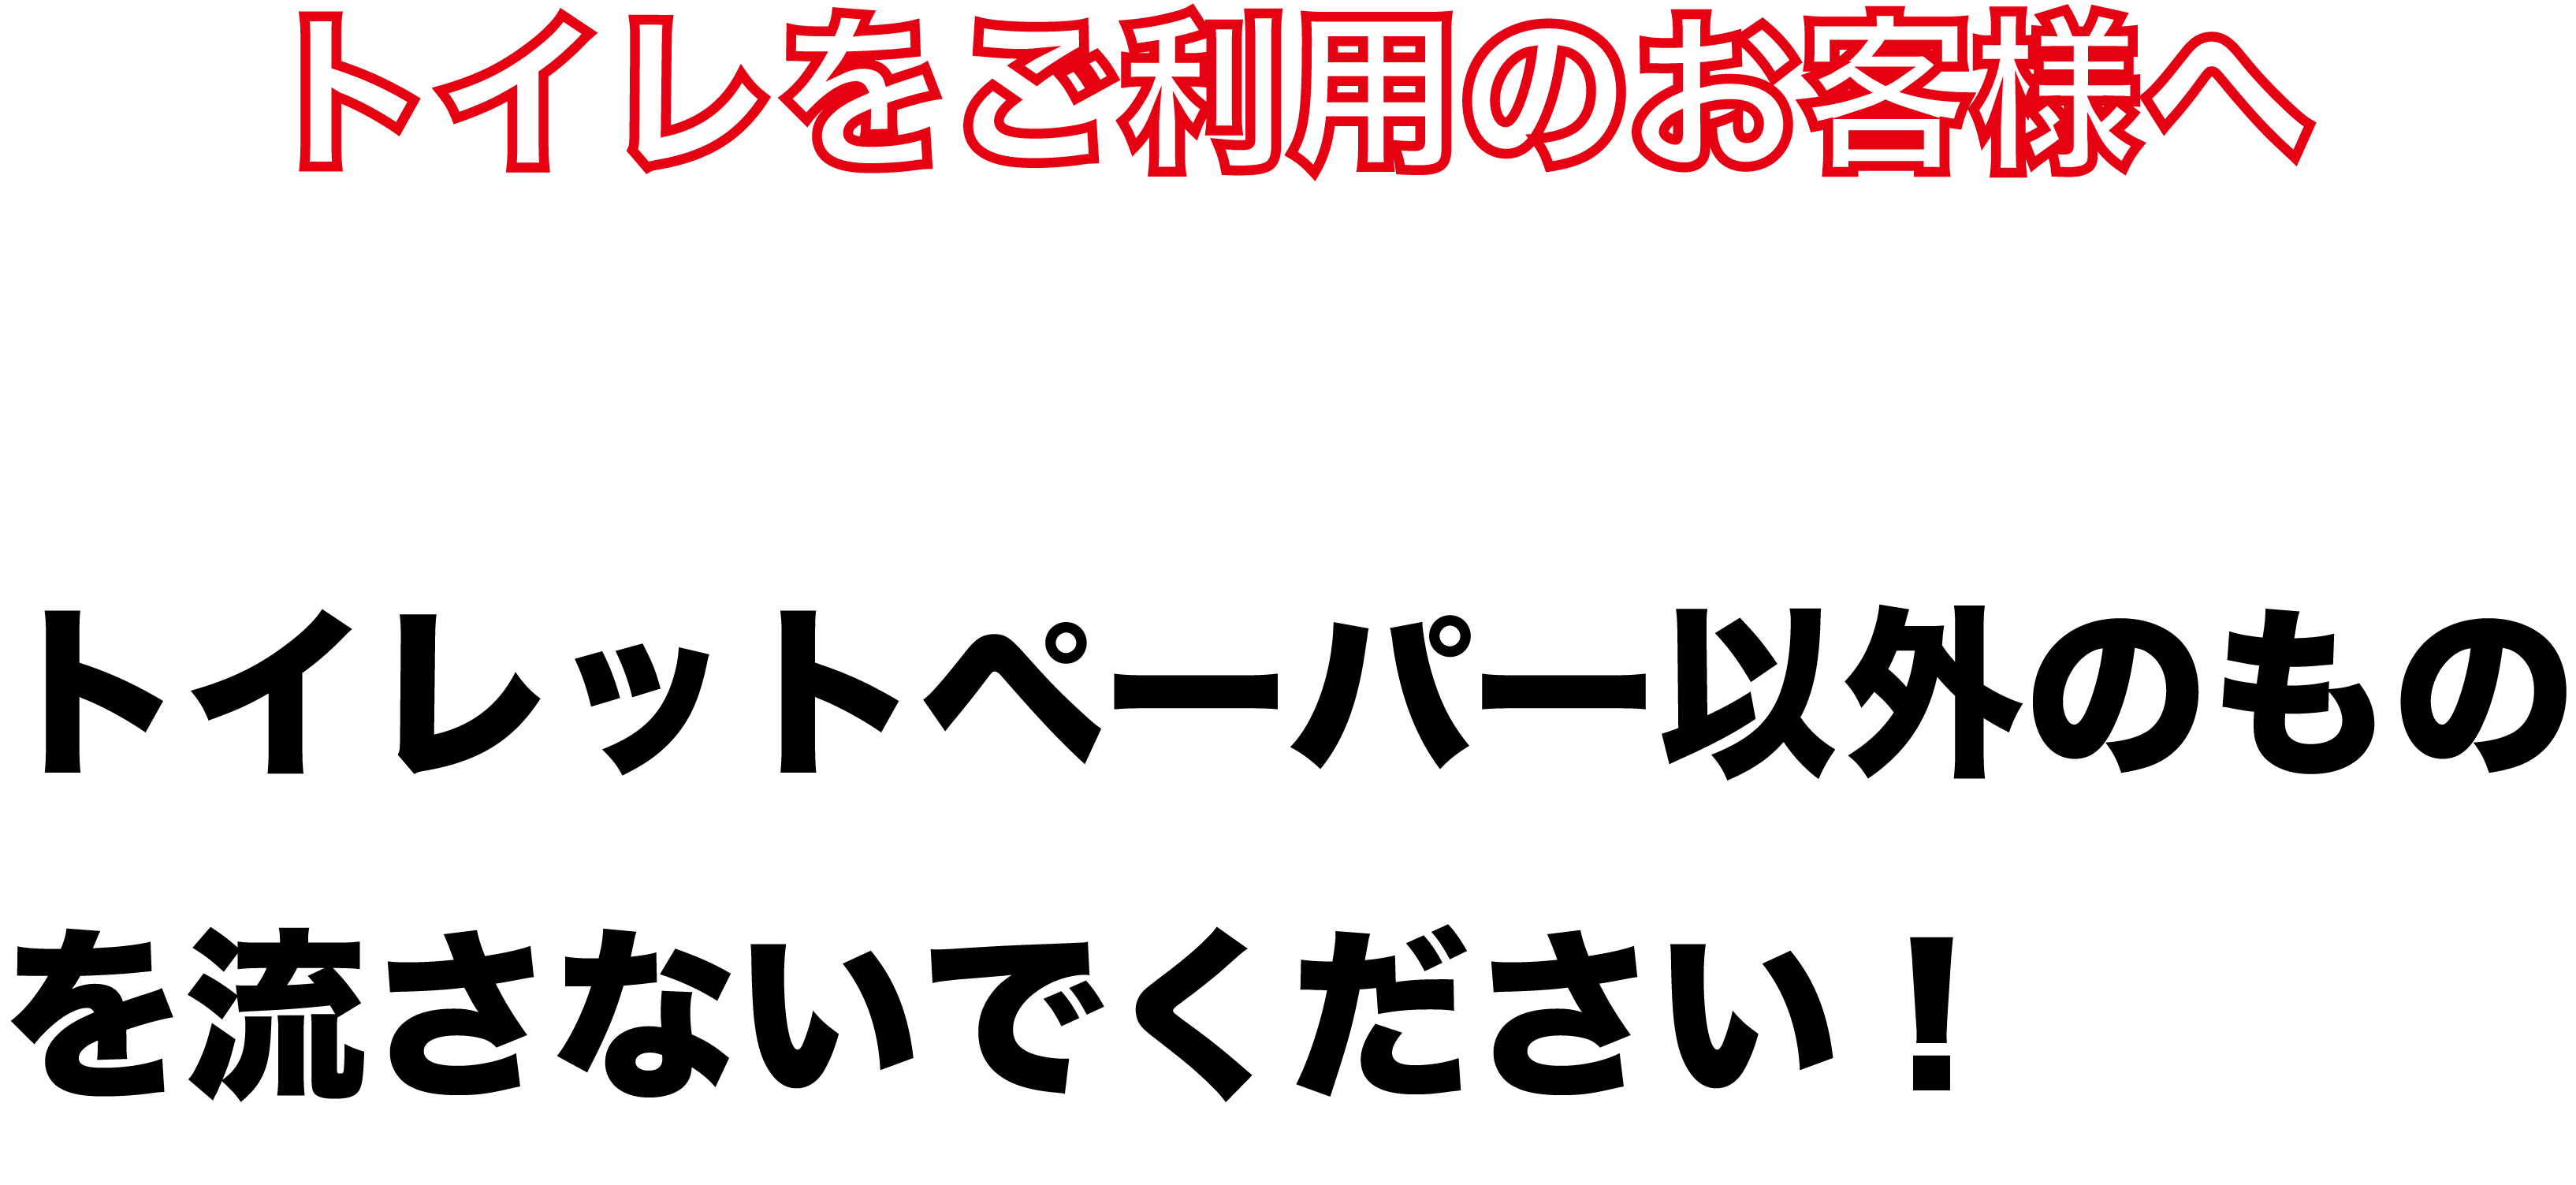 トイレをご利用のお客様へ
トイレットペーパー以外のもの
を流さないでください！